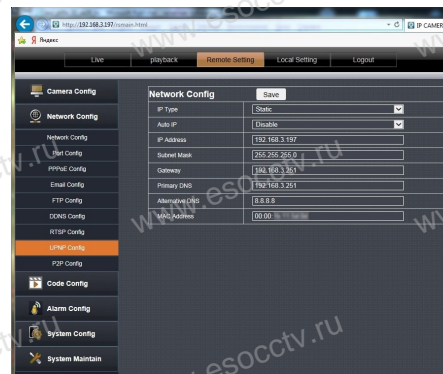 http://192.168.3.197/rsmain.html
IP CAMER
Яндекс
Live playback Remote Setting Local Setting Logout
Camera Config
Network Config
Network Config
Port Config
PPPoE Config
Email Config
FTP Config
DDNS Config
RTSP Config
UPNP Config
P2P Config
Code Config
Alarm Config
System Config
System Maintain
Network Config Save
IP Type Static
Auto IP Disable
IP Address 192.168.3.197
Subnet Mask 255.255.255.0
Gateway 192.168.3.251
Primary DNS 192.168.3.251
Alternative DNS 8.8.8.8
MAC Address 00:00:
www.esocctv.ru